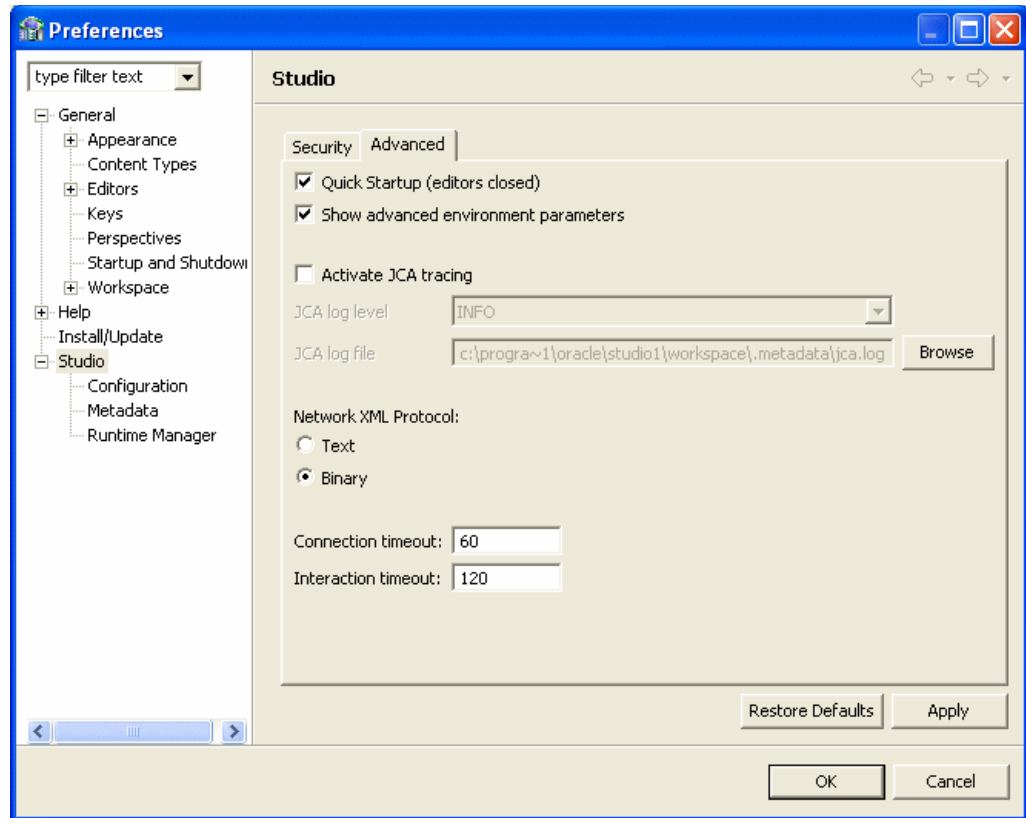 Preferences
type filter text
Studio
General
Appearance
Content Types
Editors
Keys
Perspectives
Startup and Shutdow
Workspace
Help
Install/Update
Studio
Configuration
Metadata
Runtime Manager
Security
Advanced
Quick Startup (editors closed)
Show advanced environment parameters
Activate JCA tracing
JCA log level INFO
JCA log file c:\progra~1\oracle\studio1\workspace\.metadata\jca.log Browse
Network XML Protocol:
Text
Binary
Connection timeout: 60
Interaction timeout: 120
Restore Defaults Apply
OK Cancel